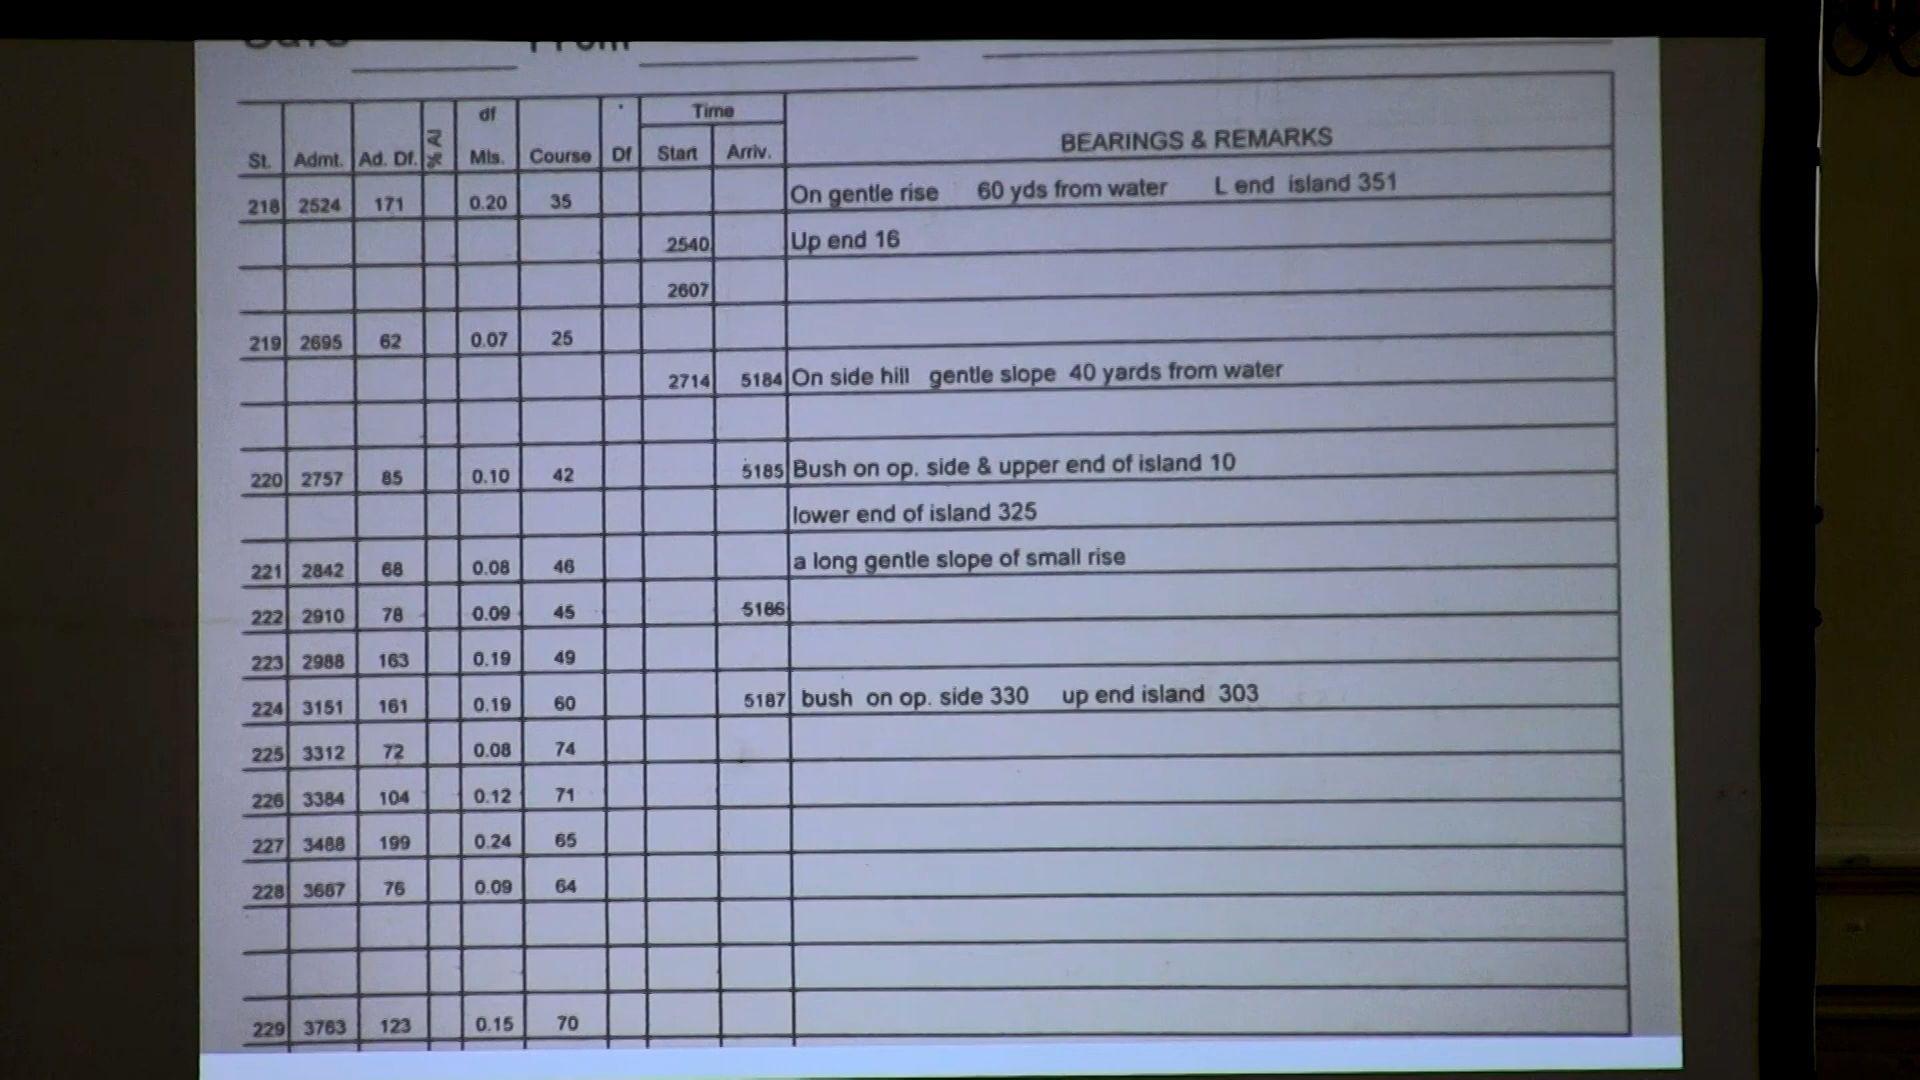 Date From
df Time
St. Admt. Ad. Df. % Al Mls. Course Df Start Arriv. BEARINGS & REMARKS
218 2524 171 0.20 35 On gentle rise 60 yds from water L end island 351
2540 Up end 16
2607
219 2695 62 0.07 25
2714 5184 On side hill gentle slope 40 yards from water
220 2757 85 0.10 42 5185 Bush on op. side & upper end of island 10
lower end of island 325
221 2842 68 0.08 46 a long gentle slope of small rise
222 2910 78 0.09 45 5186
223 2988 163 0.19 49
224 3151 161 0.19 60 5187 bush on op. side 330 up end island 303
225 3312 72 0.08 74
226 3384 104 0.12 71
227 3488 199 0.24 65
228 3687 76 0.09 64
229 3763 123 0.15 70